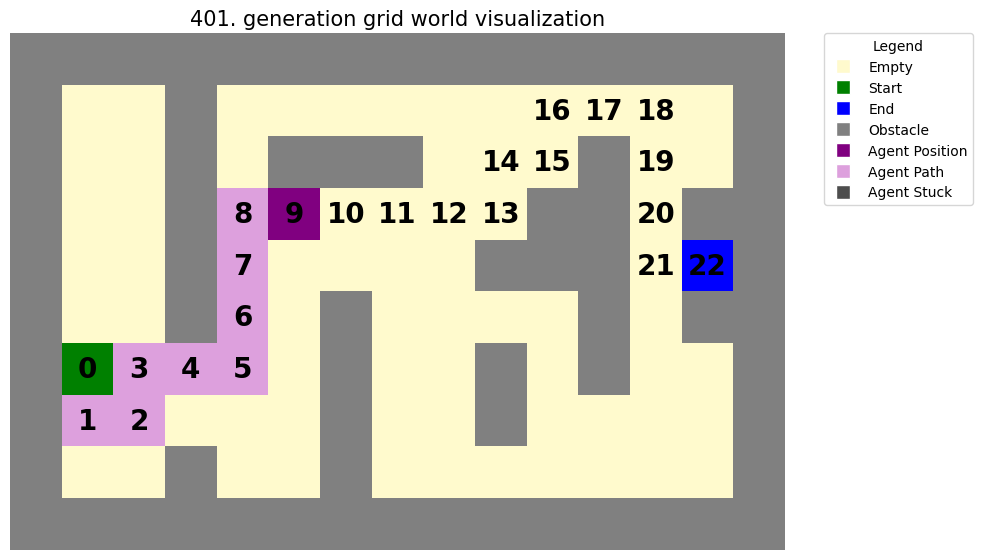 401. generation grid world visualization
Legend
Empty
Start
End
Obstacle
Agent Position
Agent Path
Agent Stuck
16 17 18
14 15 19
8 9 10 11 12 13 20
7 21 22
6
0 3 4 5
1 2